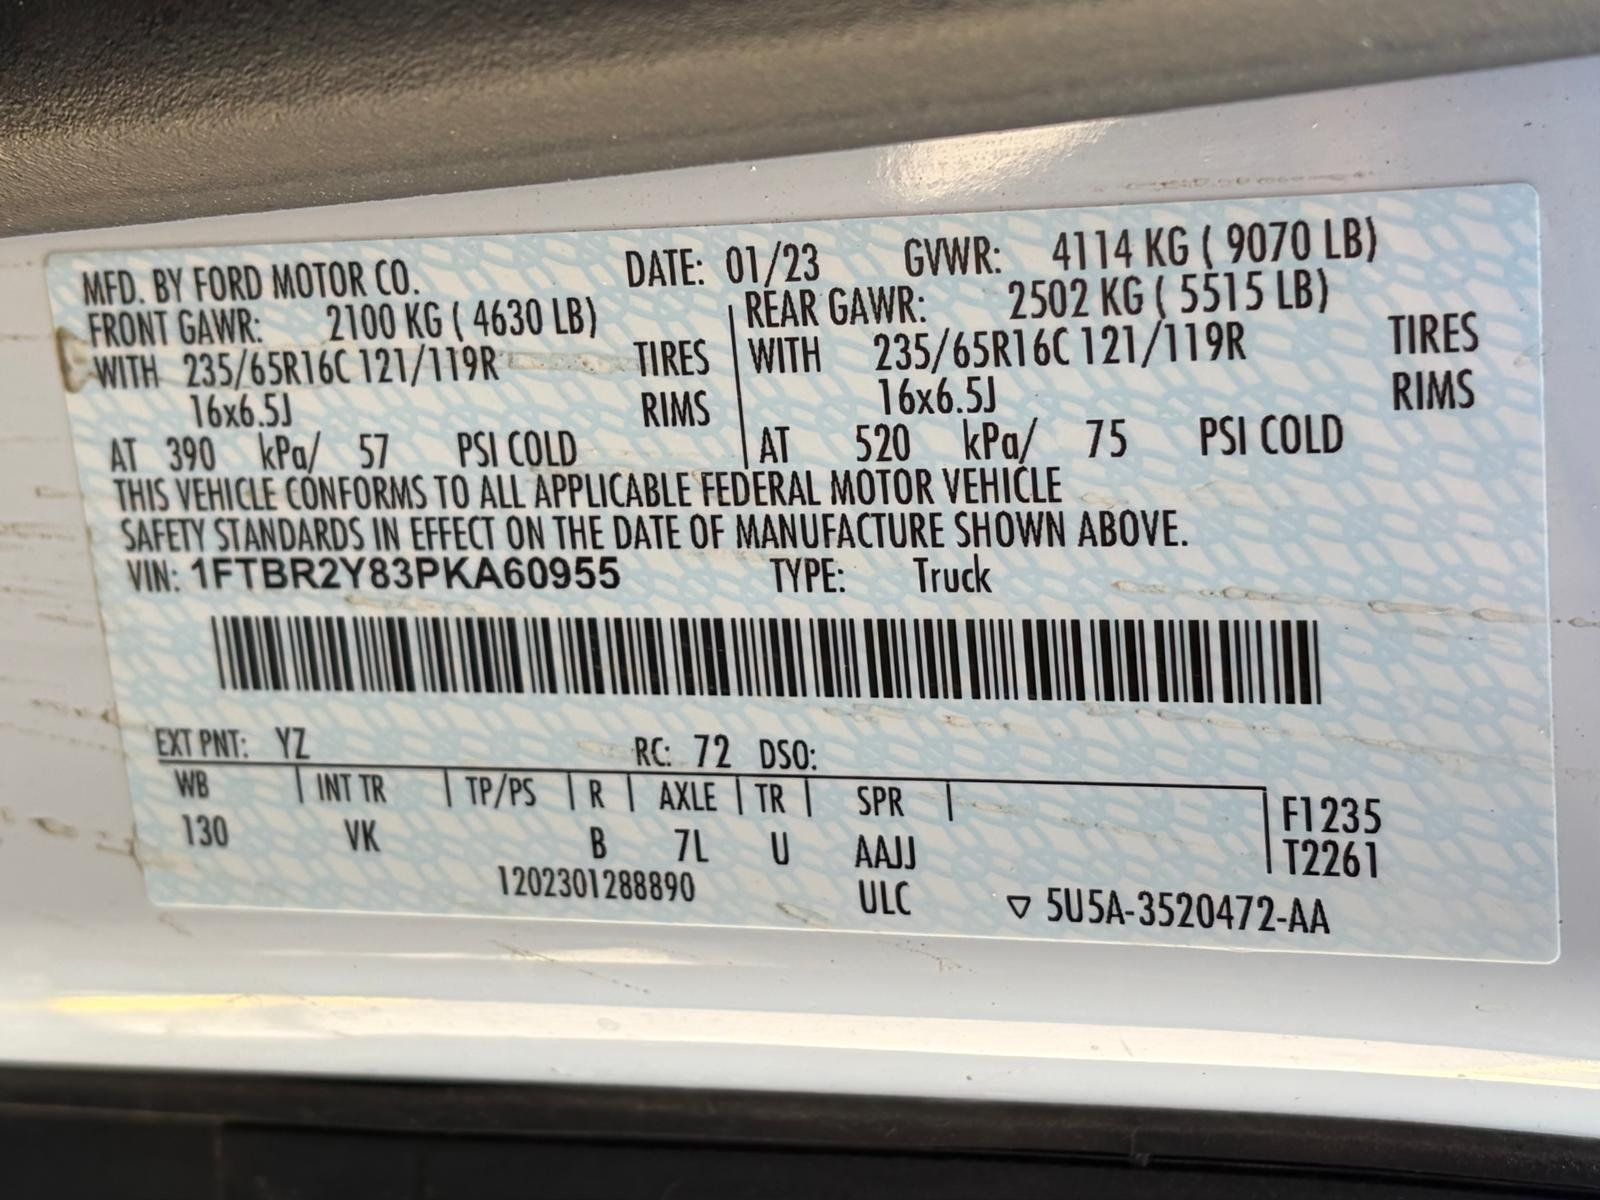 MFD. BY FORD MOTOR CO. DATE: 01/23 GVWR: 4114 KG ( 9070 LB)
FRONT GAWR: 2100 KG ( 4630 LB) REAR GAWR: 2502 KG ( 5515 LB)
WITH 235/65R16C 121/119R TIRES WITH 235/65R16C 121/119R TIRES
16x6.5J RIMS 16x6.5J RIMS
AT 390 kPa/ 57 PSI COLD AT 520 kPa/ 75 PSI COLD
THIS VEHICLE CONFORMS TO ALL APPLICABLE FEDERAL MOTOR VEHICLE
SAFETY STANDARDS IN EFFECT ON THE DATE OF MANUFACTURE SHOWN ABOVE.
VIN: 1FTBR2Y83PKA60955 TYPE: Truck
EXT PNT: YZ RC: 72 DSO:
WB INT TR TP/PS R AXLE TR SPR F1235
130 VK B 7L U AAJJ T2261
1202301288890 ULC ▽ 5U5A-3520472-AA